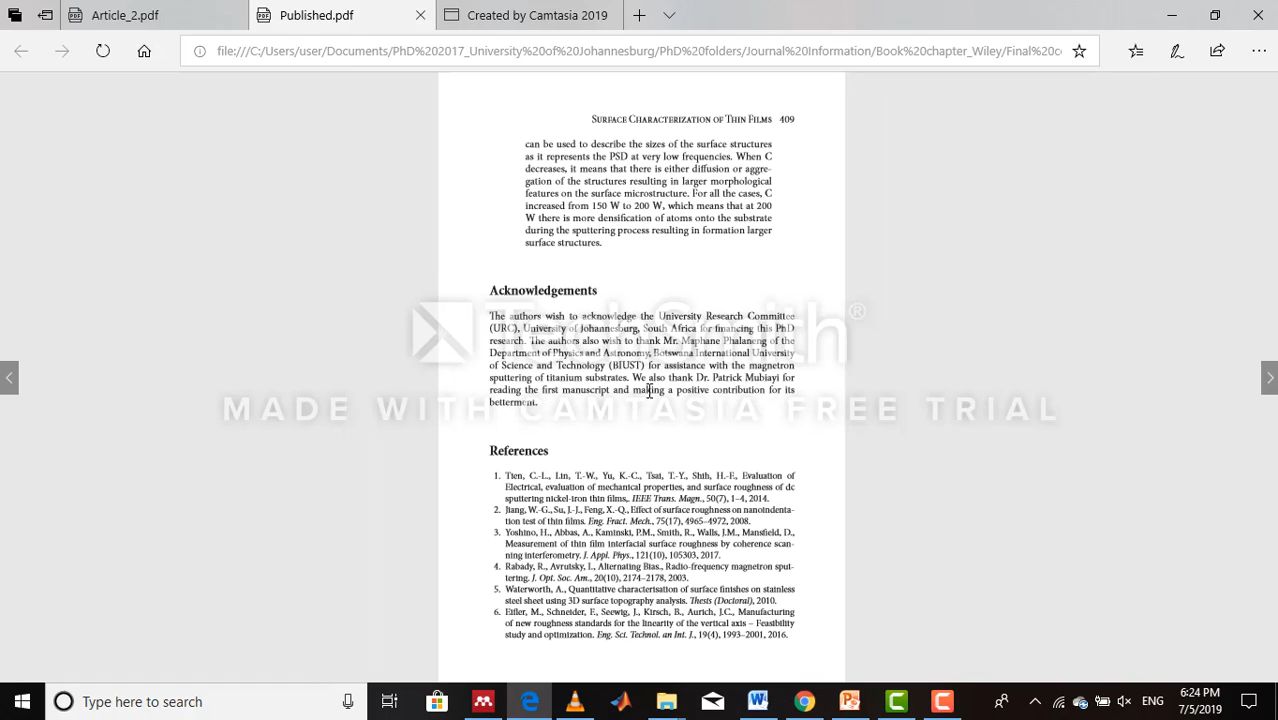 Article_2.pdf
Published.pdf
ACTUATOR2019
file:///C:/Users/user/Documents/PhD%202017_University%20of%20Johannesburg/PhD%20folders/Journal%20Information/Book%20chapter_Wiley/Final%20c
SURFACE CHARACTERIZATION OF THIN FILMS 409
can be used to describe the sizes of the surface structures
as it represents the PSD at very low frequencies. When C
decreases, it means that there is either diffusion or aggre-
gation of the structures resulting in larger morphological
features on the surface microstructure. For all the cases, C
increased from 150 W to 200 W, which means that at 200
W there is more densification of atoms onto the substrate
during the sputtering process resulting in formation larger
surface structures.
Acknowledgements
The authors wish to acknowledge the University Research Committee
(URC), University of Johannesburg, South Africa for financing this PhD
research. The authors also wish to thank Mr. Maphane Phalaneng of the
Department of Physics and Astronomy, Botswana International University
of Science and Technology (BIUST) for assistance with the magnetron
sputtering of titanium substrates. We also thank Dr. Patrick Mubiayi for
reading the first manuscript and making a positive contribution for its
betterment.
TechSmith®
MADE WITH CAMTASIA FREE TRIAL
References
1. Tien, C.-L., Lin, T.-W., Yu, K.-C., Tsai, T.-Y., Shih, H.-F., Evaluation of
Electrical, evaluation of mechanical properties, and surface roughness of dc
sputtering nickel-iron thin films,. IEEE Trans. Magn., 50(7), 1–4, 2014.
2. Jiang, W.-G., Su, J.-J., Feng, X.-Q., Effect of surface roughness on nanoindenta-
tion test of thin films. Eng. Fract. Mech., 75(17), 4965–4972, 2008.
3. Yoshino, H., Abbas, A., Kaminski, P.M., Smith, R., Walls, J.M., Mansfield, D.,
Measurement of thin film interfacial surface roughness by coherence scan-
ning interferometry. J. Appl. Phys., 121(10), 105303, 2017.
4. Rabady, R., Avrutsky, I., Alternating Bias., Radio-frequency magnetron sput-
tering. J. Opt. Soc. Am., 20(10), 2174–2178, 2003.
5. Waterworth, A., Quantitative characterisation of surface finishes on stainless
steel sheet using 3D surface topography analysis. Thesis (Doctoral), 2010.
6. Eifler, M., Schneider, F., Seewig, J., Kirsch, B., Aurich, J.C., Manufacturing
of new roughness standards for the linearity of the vertical axis – Feasibility
study and optimization. Eng. Sci. Technol. an Int. J., 19(4), 1993–2001, 2016.
Type here to search
ENG
5:24 PM
7/5/2019